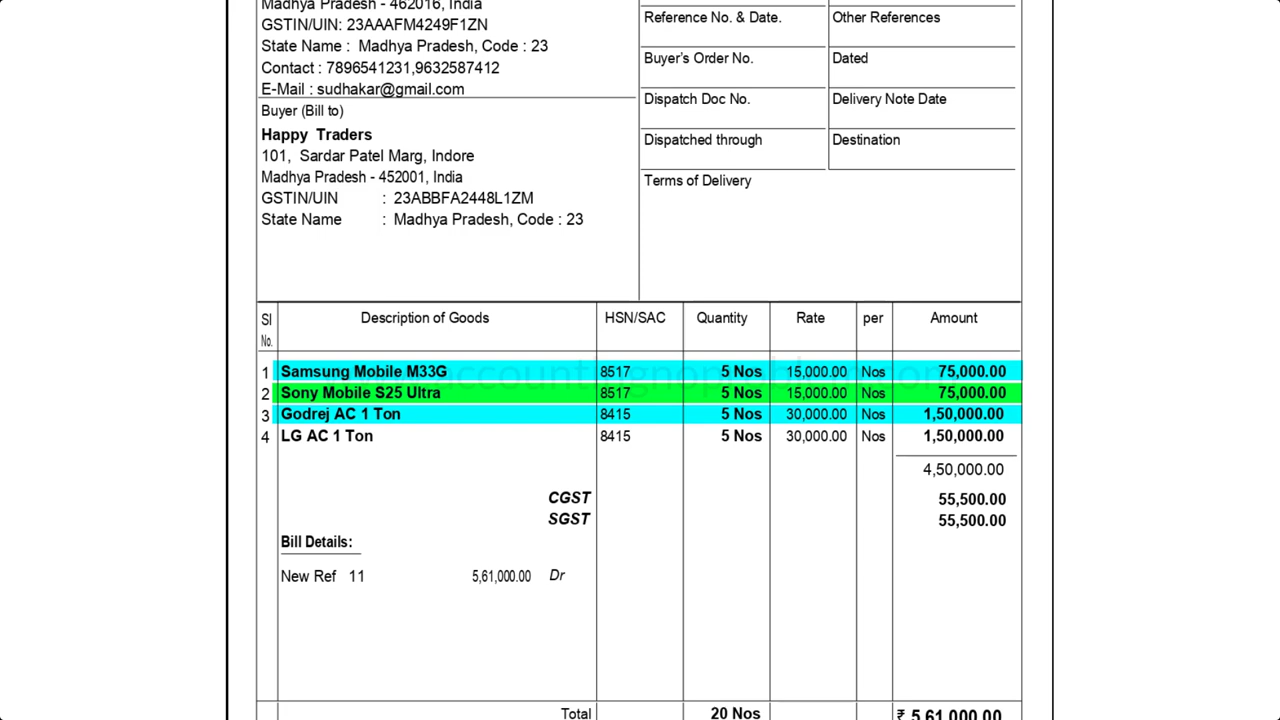 Madhya Pradesh - 462016, India
GSTIN/UIN: 23AAAFM4249F1ZN
State Name : Madhya Pradesh, Code : 23
Contact : 7896541231,9632587412
E-Mail : sudhakar@gmail.com
Reference No. & Date. Other References
Buyer's Order No. Dated
Dispatch Doc No. Delivery Note Date
Dispatched through Destination
Terms of Delivery
Buyer (Bill to)
Happy Traders
101, Sardar Patel Marg, Indore
Madhya Pradesh - 452001, India
GSTIN/UIN : 23ABBFA2448L1ZM
State Name : Madhya Pradesh, Code : 23
Sl No. Description of Goods HSN/SAC Quantity Rate per Amount
1 Samsung Mobile M33G 8517 5 Nos 15,000.00 Nos 75,000.00
2 Sony Mobile S25 Ultra 8517 5 Nos 15,000.00 Nos 75,000.00
3 Godrej AC 1 Ton 8415 5 Nos 30,000.00 Nos 1,50,000.00
4 LG AC 1 Ton 8415 5 Nos 30,000.00 Nos 1,50,000.00
4,50,000.00
CGST 55,500.00
SGST 55,500.00
Bill Details:
New Ref 11 5,61,000.00 Dr
Total 20 Nos ₹ 5,61,000.00